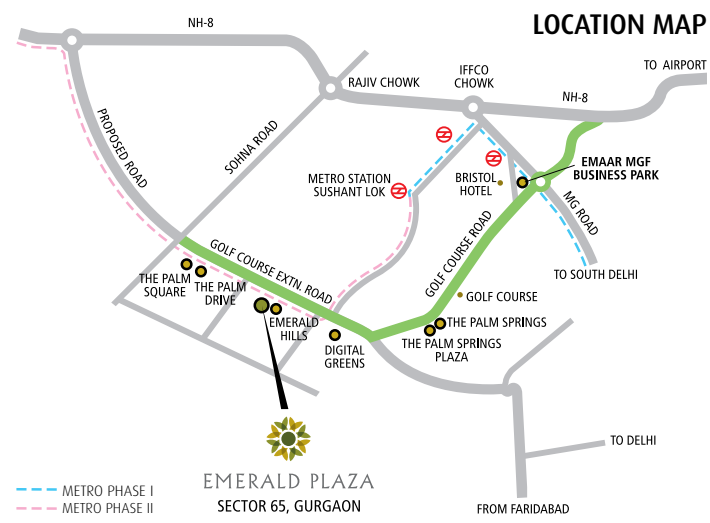 LOCATION MAP
NH-8
TO AIRPORT
IFFCO
CHOWK
RAJIV CHOWK
NH-8
PROPOSED ROAD
SOHNA ROAD
METRO STATION
SUSHANT LOK
BRISTOL
HOTEL
EMAAR MGF
BUSINESS PARK
MG ROAD
TO SOUTH DELHI
GOLF COURSE ROAD
GOLF COURSE EXTN. ROAD
THE PALM
SQUARE
THE PALM
DRIVE
EMERALD
HILLS
DIGITAL
GREENS
GOLF COURSE
THE PALM SPRINGS
THE PALM SPRINGS
PLAZA
TO DELHI
EMERALD PLAZA
SECTOR 65, GURGAON
METRO PHASE I
METRO PHASE II
FROM FARIDABAD